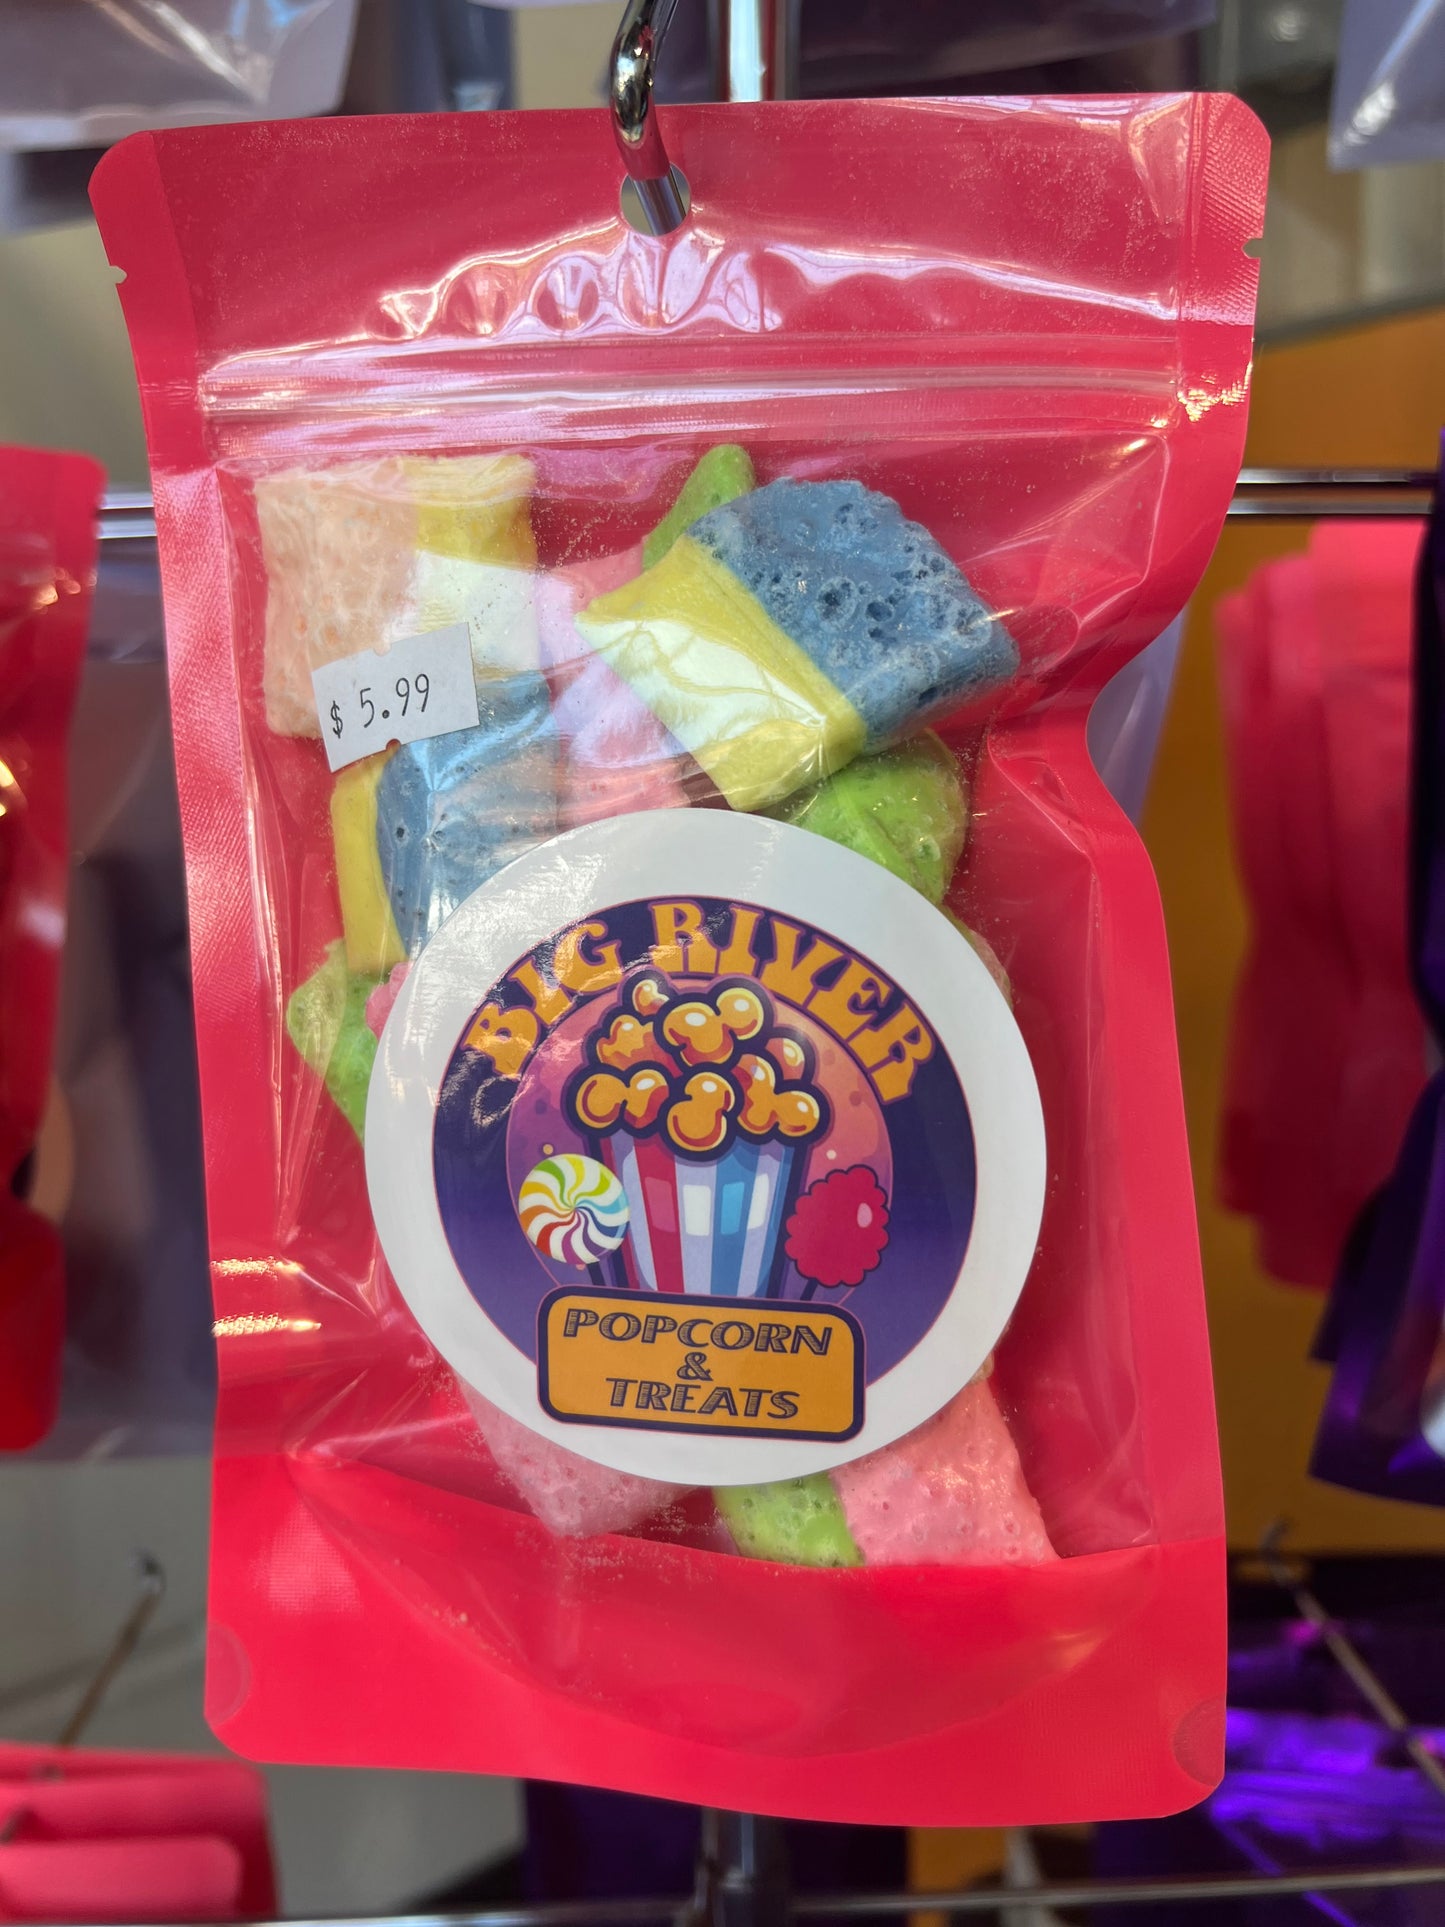 $ 5.99
BIG RIVER
POPCORN
&
TREATS